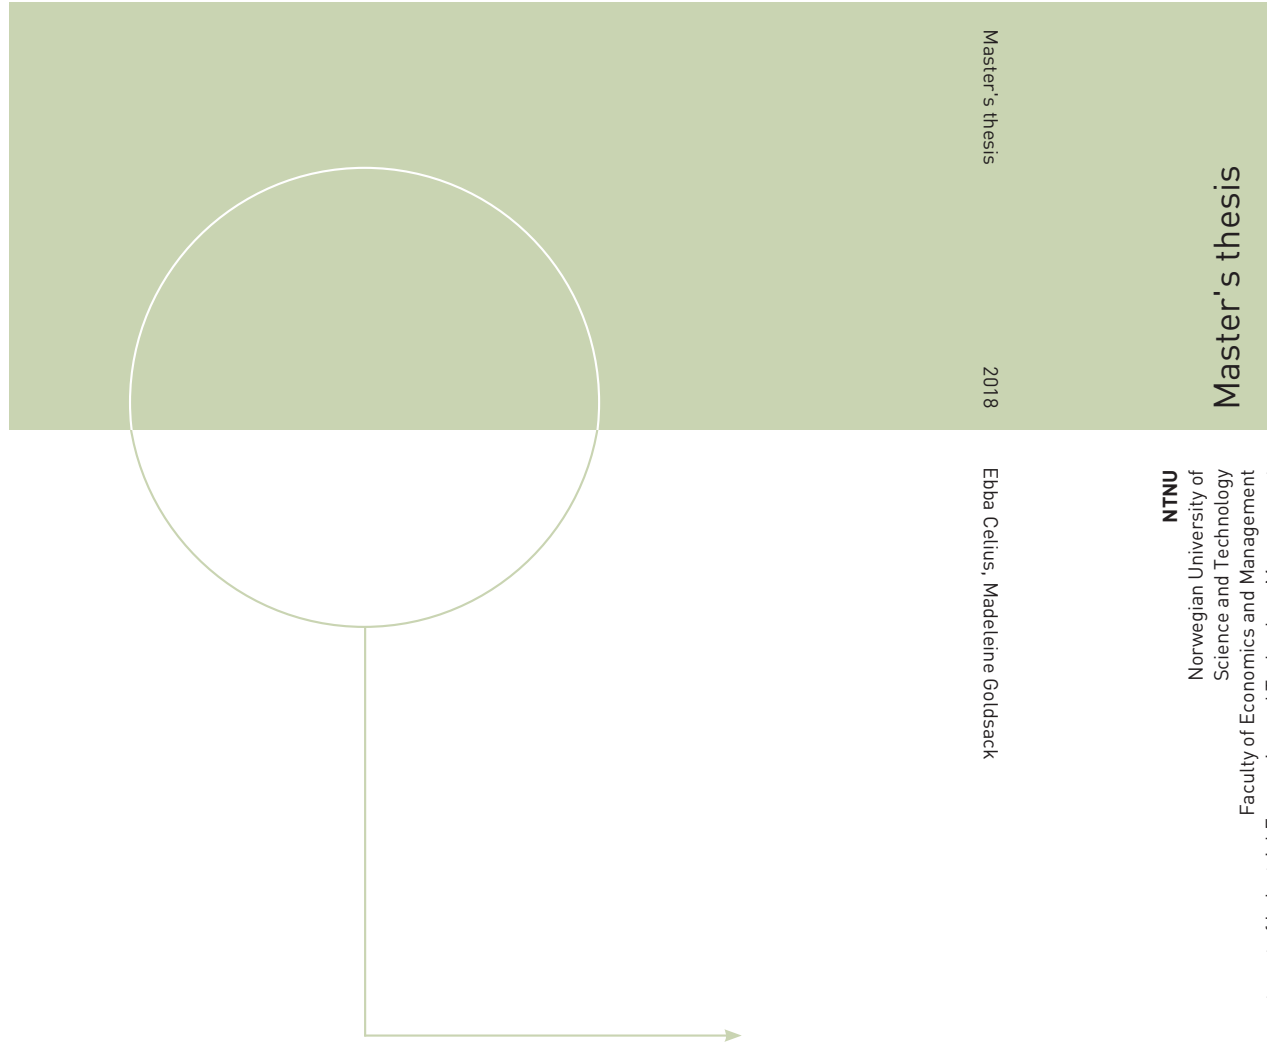 Master's thesis
2018
Ebba Celius, Madeleine Goldsack
Master's thesis
NTNU
Norwegian University of
Science and Technology
Faculty of Economics and Management